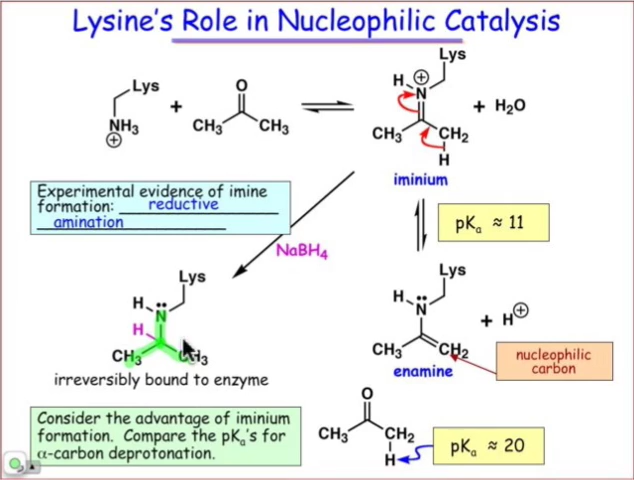 Lysine's Role in Nucleophilic Catalysis
Lys
NH3
⊕
+
O
CH3
CH3
Lys
H
N
⊕
CH3
CH2
H
+ H2O
iminium
Experimental evidence of imine
formation: reductive
amination
NaBH4
pKa ≈ 11
Lys
H
N
H
CH3
CH3
irreversibly bound to enzyme
Lys
H
N
CH3
CH2
+ H⊕
enamine
nucleophilic
carbon
Consider the advantage of iminium
formation. Compare the pKa's for
α-carbon deprotonation.
O
CH3
CH2
H
pKa ≈ 20